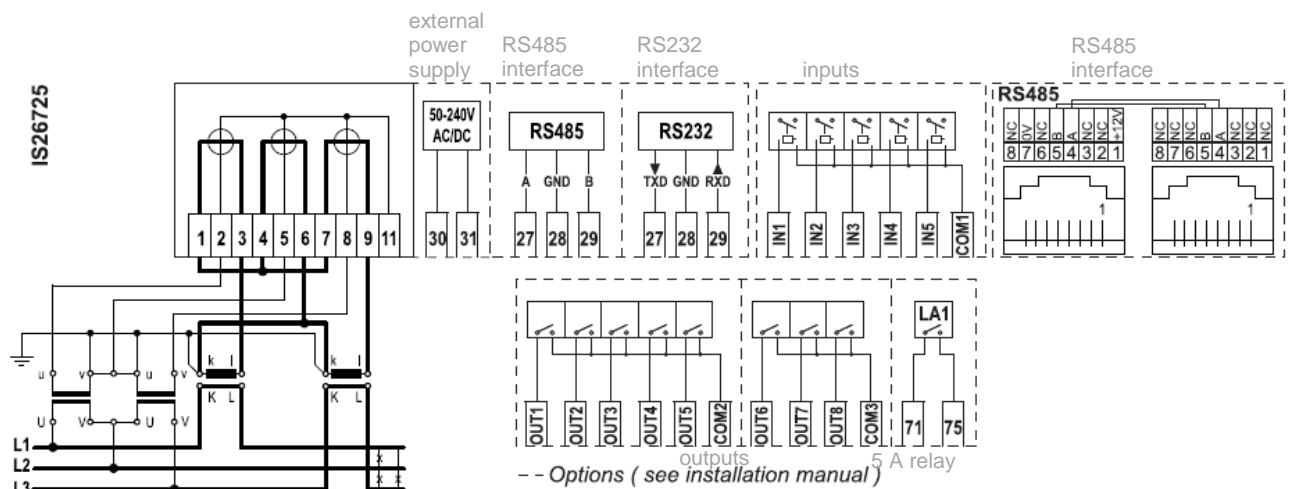 external
power
supply
RS485
interface
RS232
interface
inputs
RS485
interface
IS26725
50-240V
AC/DC
RS485
A GND B
RS232
TXD GND RXD
RS485
8 NC
7 0V
6 NC
5 B
4 A
3 NC
2 NC
1 +12V
8 NC
7 NC
6 NC
5 B
4 A
3 NC
2 NC
1 NC
1 1
1 2 3 4 5 6 7 8 9 11
30 31
27 28 29
27 28 29
IN1 IN2 IN3 IN4 IN5 COM1
LA1
k l k l
u v u v
K L K L
U V U V
OUT1 OUT2 OUT3 OUT4 OUT5 COM2
OUT6 OUT7 OUT8 COM3
71 75
L1
L2
L3
x x
x x
outputs
5 A relay
-- Options ( see installation manual )